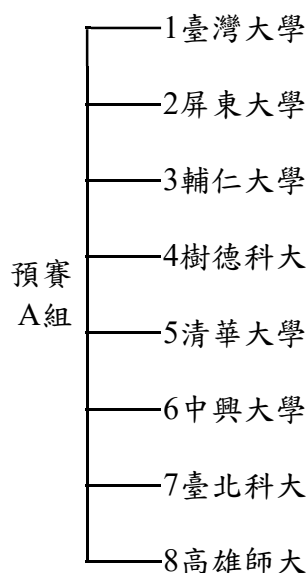 1臺灣大學
2屏東大學
3輔仁大學
4樹德科大
預賽
A組
5清華大學
6中興大學
7臺北科大
8高雄師大